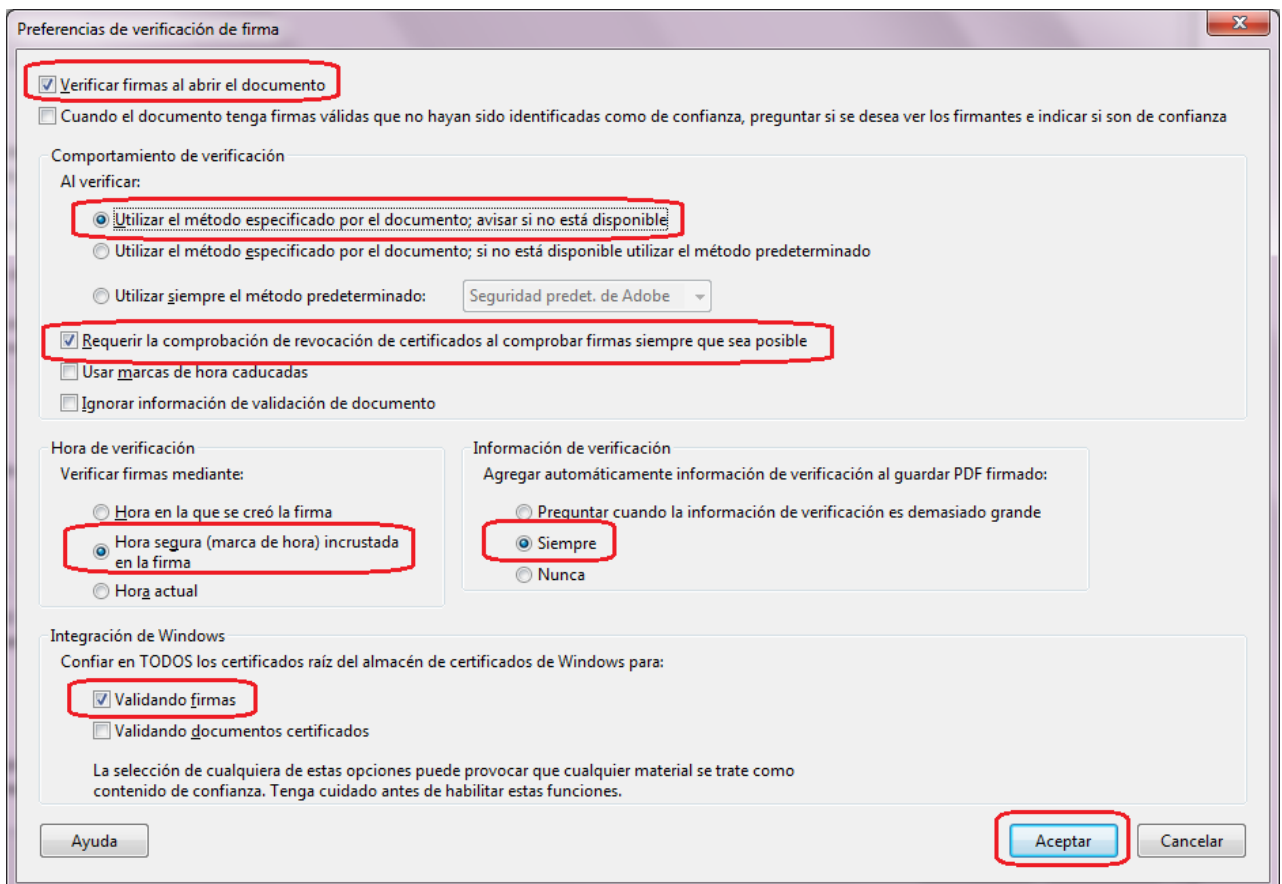 Preferencias de verificación de firma
Verificar firmas al abrir el documento
Cuando el documento tenga firmas válidas que no hayan sido identificadas como de confianza, preguntar si se desea ver los firmantes e indicar si son de confianza
Comportamiento de verificación
Al verificar:
Utilizar el método especificado por el documento; avisar si no está disponible
Utilizar el método especificado por el documento; si no está disponible utilizar el método predeterminado
Utilizar siempre el método predeterminado: Seguridad predet. de Adobe
Requerir la comprobación de revocación de certificados al comprobar firmas siempre que sea posible
Usar marcas de hora caducadas
Ignorar información de validación de documento
Hora de verificación
Verificar firmas mediante:
Hora en la que se creó la firma
Hora segura (marca de hora) incrustada
en la firma
Hora actual
Información de verificación
Agregar automáticamente información de verificación al guardar PDF firmado:
Preguntar cuando la información de verificación es demasiado grande
Siempre
Nunca
Integración de Windows
Confiar en TODOS los certificados raíz del almacén de certificados de Windows para:
Validando firmas
Validando documentos certificados
La selección de cualquiera de estas opciones puede provocar que cualquier material se trate como
contenido de confianza. Tenga cuidado antes de habilitar estas funciones.
Ayuda Aceptar Cancelar